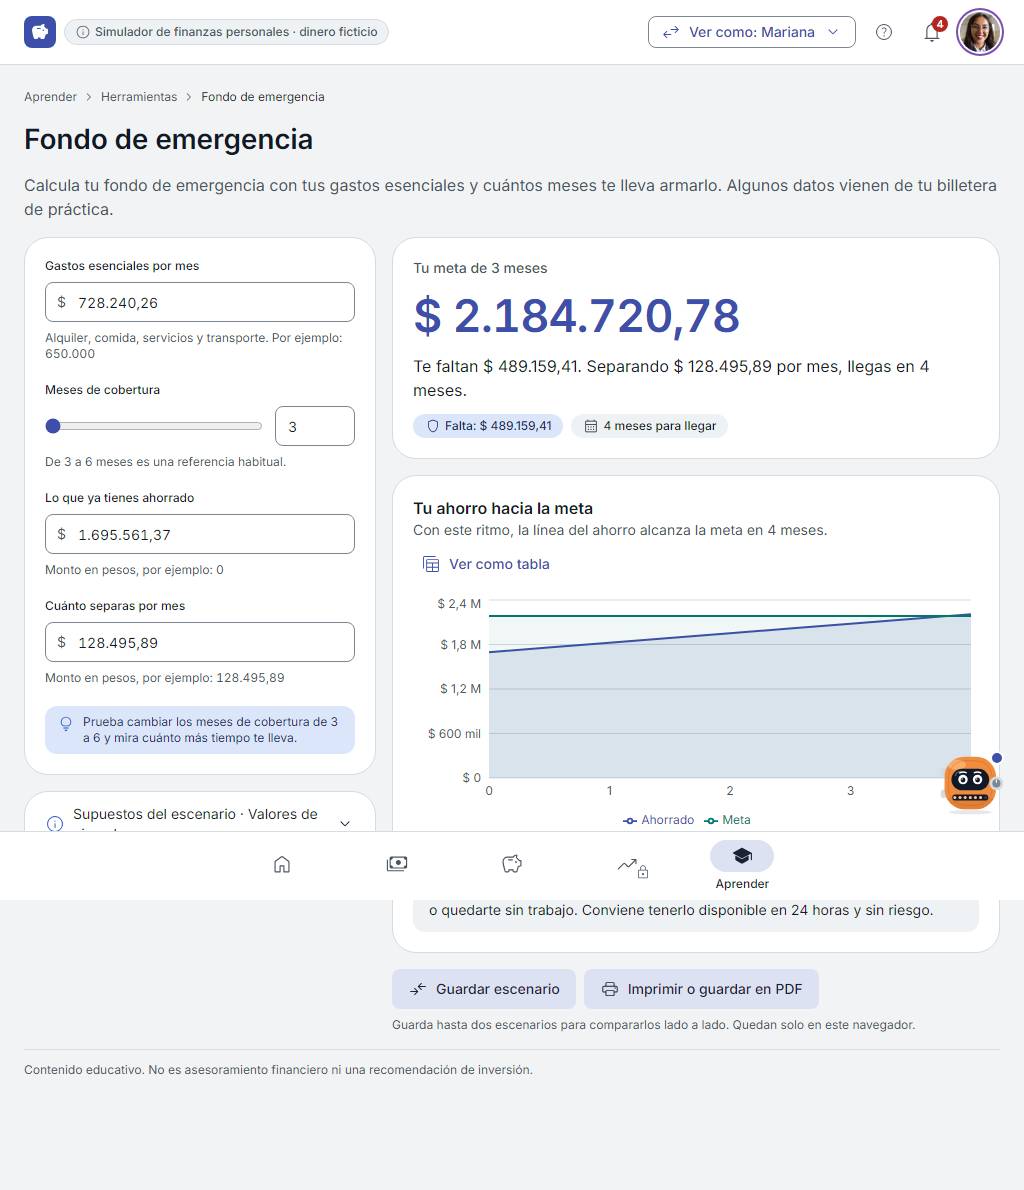 Simulador de finanzas personales · dinero ficticio
Ver como: Mariana
4
Aprender > Herramientas > Fondo de emergencia
Fondo de emergencia
Calcula tu fondo de emergencia con tus gastos esenciales y cuántos meses te lleva armarlo. Algunos datos vienen de tu billetera
de práctica.
Gastos esenciales por mes
$ 728.240,26
Alquiler, comida, servicios y transporte. Por ejemplo:
650.000
Meses de cobertura
3
De 3 a 6 meses es una referencia habitual.
Lo que ya tienes ahorrado
$ 1.695.561,37
Monto en pesos, por ejemplo: 0
Cuánto separas por mes
$ 128.495,89
Monto en pesos, por ejemplo: 128.495,89
Prueba cambiar los meses de cobertura de 3
a 6 y mira cuánto más tiempo te lleva.
Supuestos del escenario · Valores de
Tu meta de 3 meses
$ 2.184.720,78
Te faltan $ 489.159,41. Separando $ 128.495,89 por mes, llegas en 4
meses.
Falta: $ 489.159,41
4 meses para llegar
Tu ahorro hacia la meta
Con este ritmo, la línea del ahorro alcanza la meta en 4 meses.
Ver como tabla
$ 2,4 M
$ 1,8 M
$ 1,2 M
$ 600 mil
$ 0
0 1 2 3
Ahorrado Meta
Aprender
o quedarte sin trabajo. Conviene tenerlo disponible en 24 horas y sin riesgo.
Guardar escenario
Imprimir o guardar en PDF
Guarda hasta dos escenarios para compararlos lado a lado. Quedan solo en este navegador.
Contenido educativo. No es asesoramiento financiero ni una recomendación de inversión.